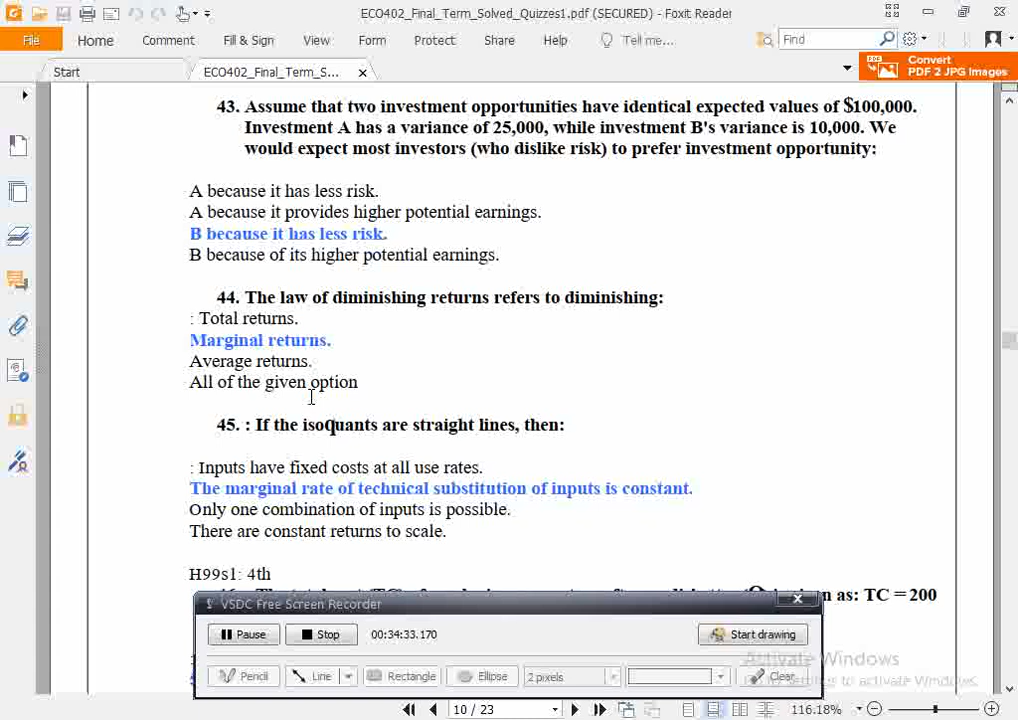 ECO402_Final_Term_Solved_Quizzes1.pdf (SECURED) - Foxit Reader
File Home Comment Fill & Sign View Form Protect Share Help Tell me... Find
Start ECO402_Final_Term_S... Convert
PDF 2 JPG Images
43. Assume that two investment opportunities have identical expected values of $100,000.
Investment A has a variance of 25,000, while investment B's variance is 10,000. We
would expect most investors (who dislike risk) to prefer investment opportunity:
A because it has less risk.
A because it provides higher potential earnings.
B because it has less risk.
B because of its higher potential earnings.
44. The law of diminishing returns refers to diminishing:
: Total returns.
Marginal returns.
Average returns.
All of the given option
45. : If the isoquants are straight lines, then:
: Inputs have fixed costs at all use rates.
The marginal rate of technical substitution of inputs is constant.
Only one combination of inputs is possible.
There are constant returns to scale.
H99s1: 4th
as: TC = 200
VSDC Free Screen Recorder
Pause Stop 00:34:33.170 Start drawing
Activate Windows
Pencil Line Rectangle Ellipse 2 pixels Clear
Settings to activate Windows.
10 / 23 116.18%